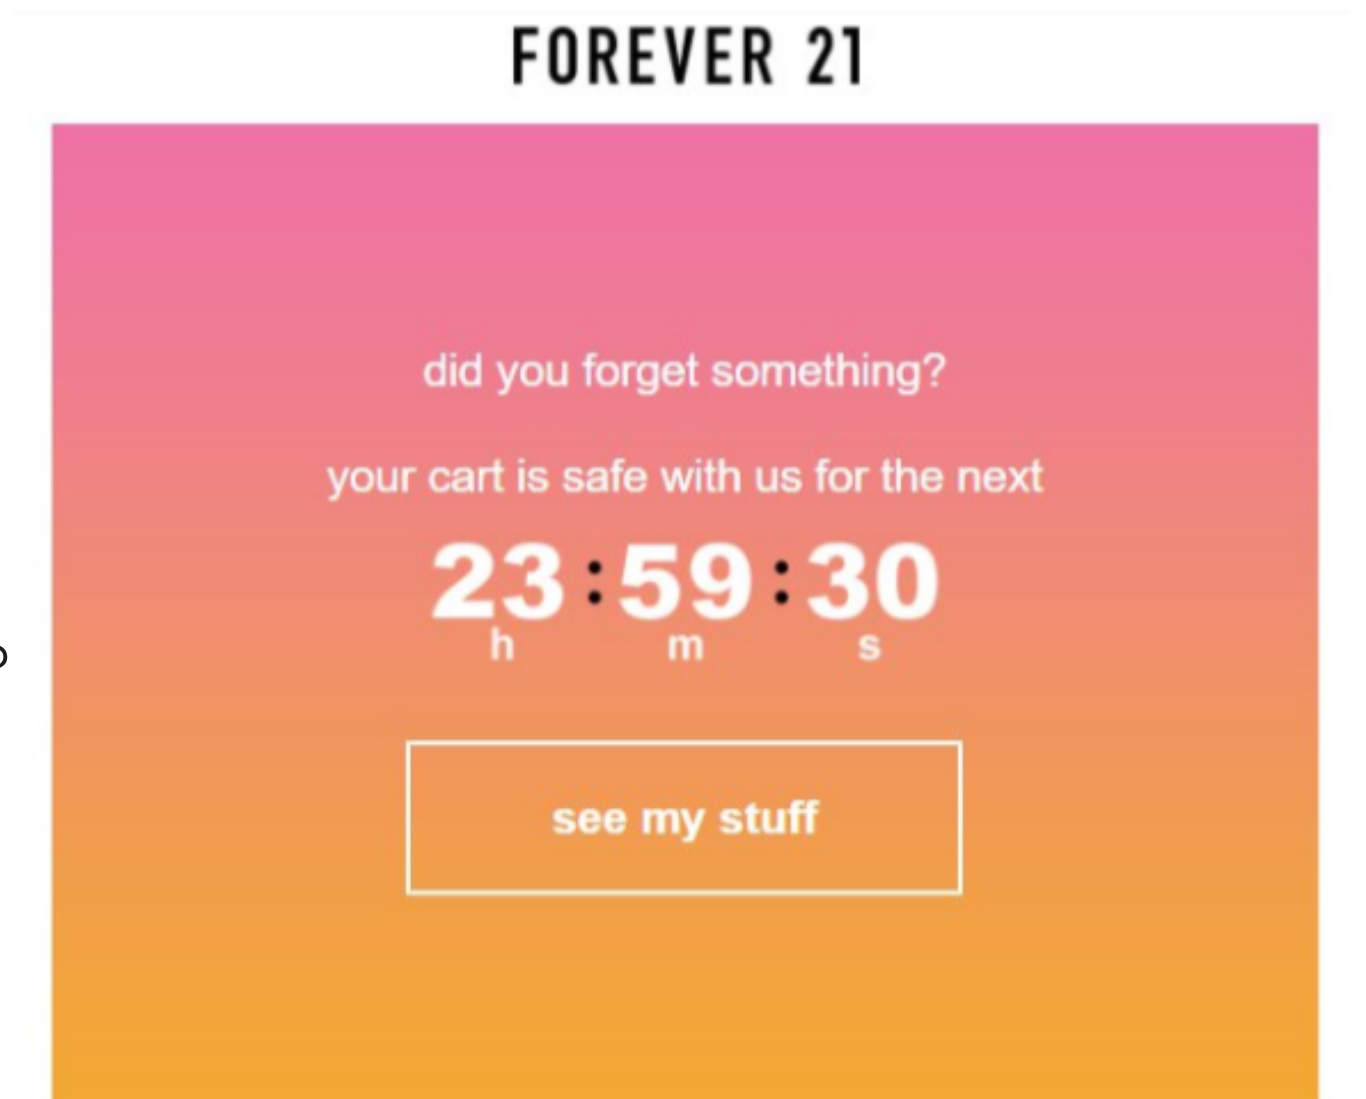 FOREVER 21
did you forget something?
your cart is safe with us for the next
23:59:30
h m s
see my stuff